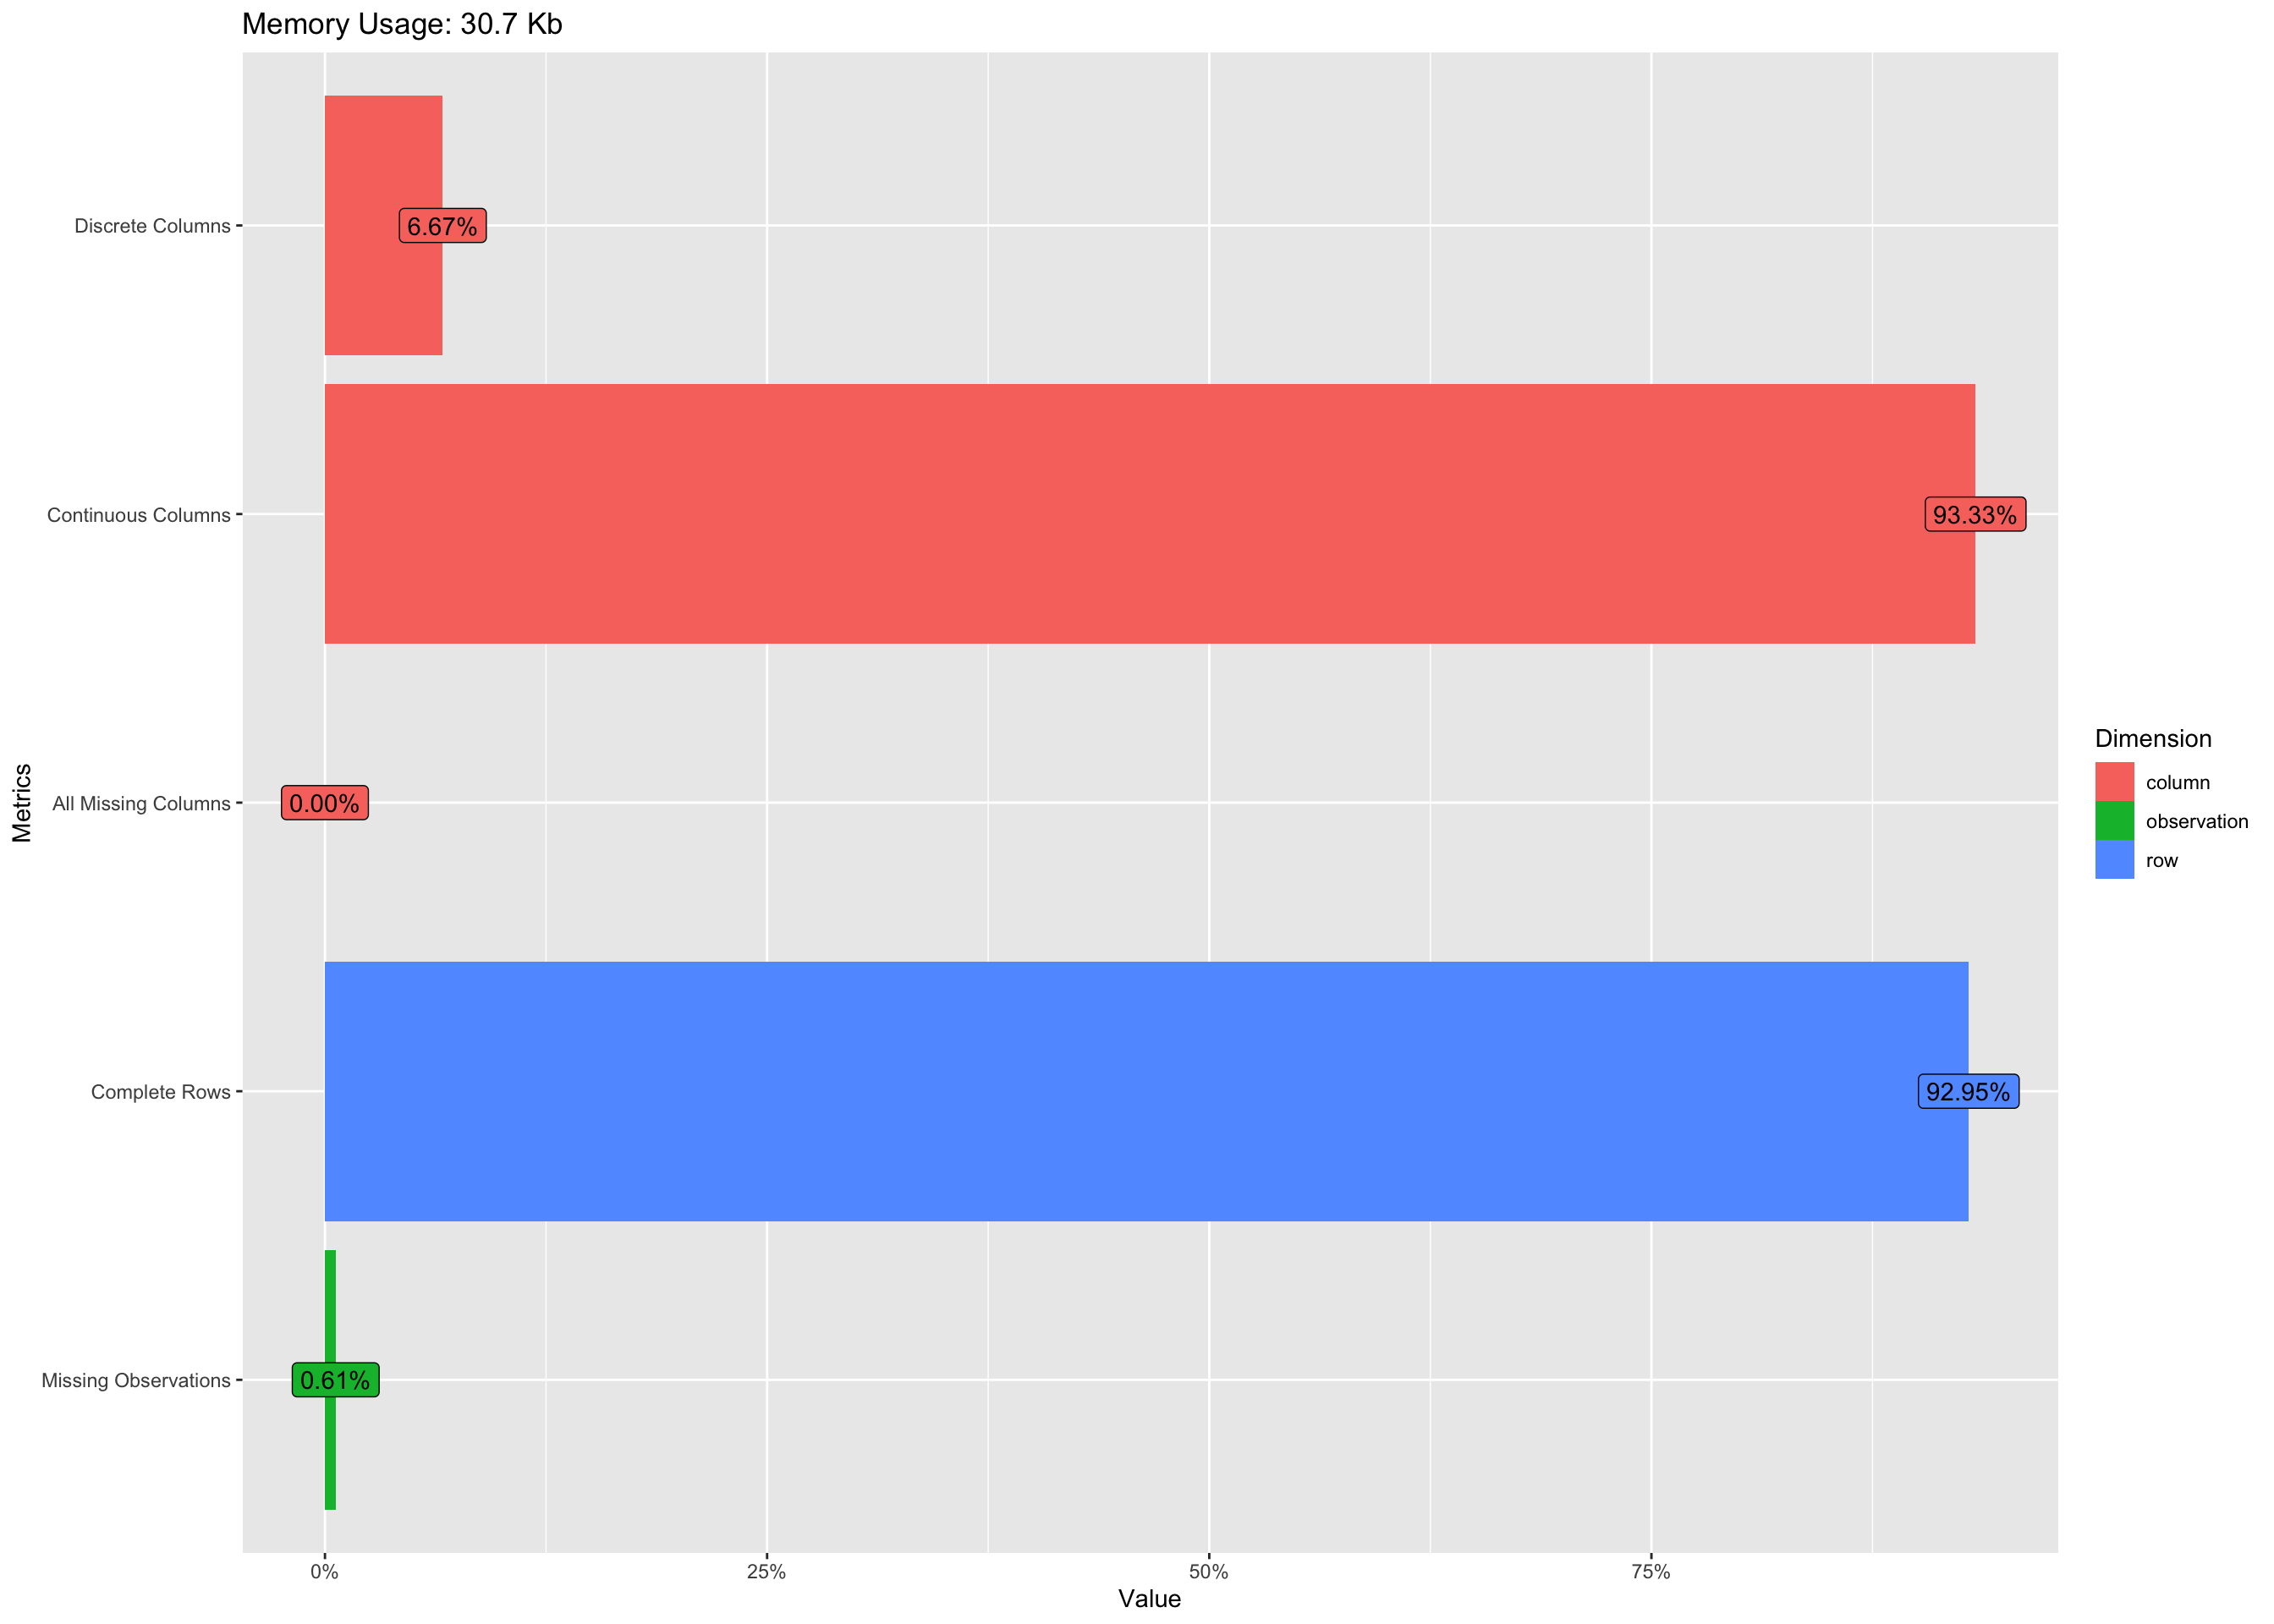 Memory Usage: 30.7 Kb
Metrics
Discrete Columns
6.67%
Continuous Columns
93.33%
All Missing Columns
0.00%
Complete Rows
92.95%
Missing Observations
0.61%
0%
25%
50%
75%
Value
Dimension
column
observation
row